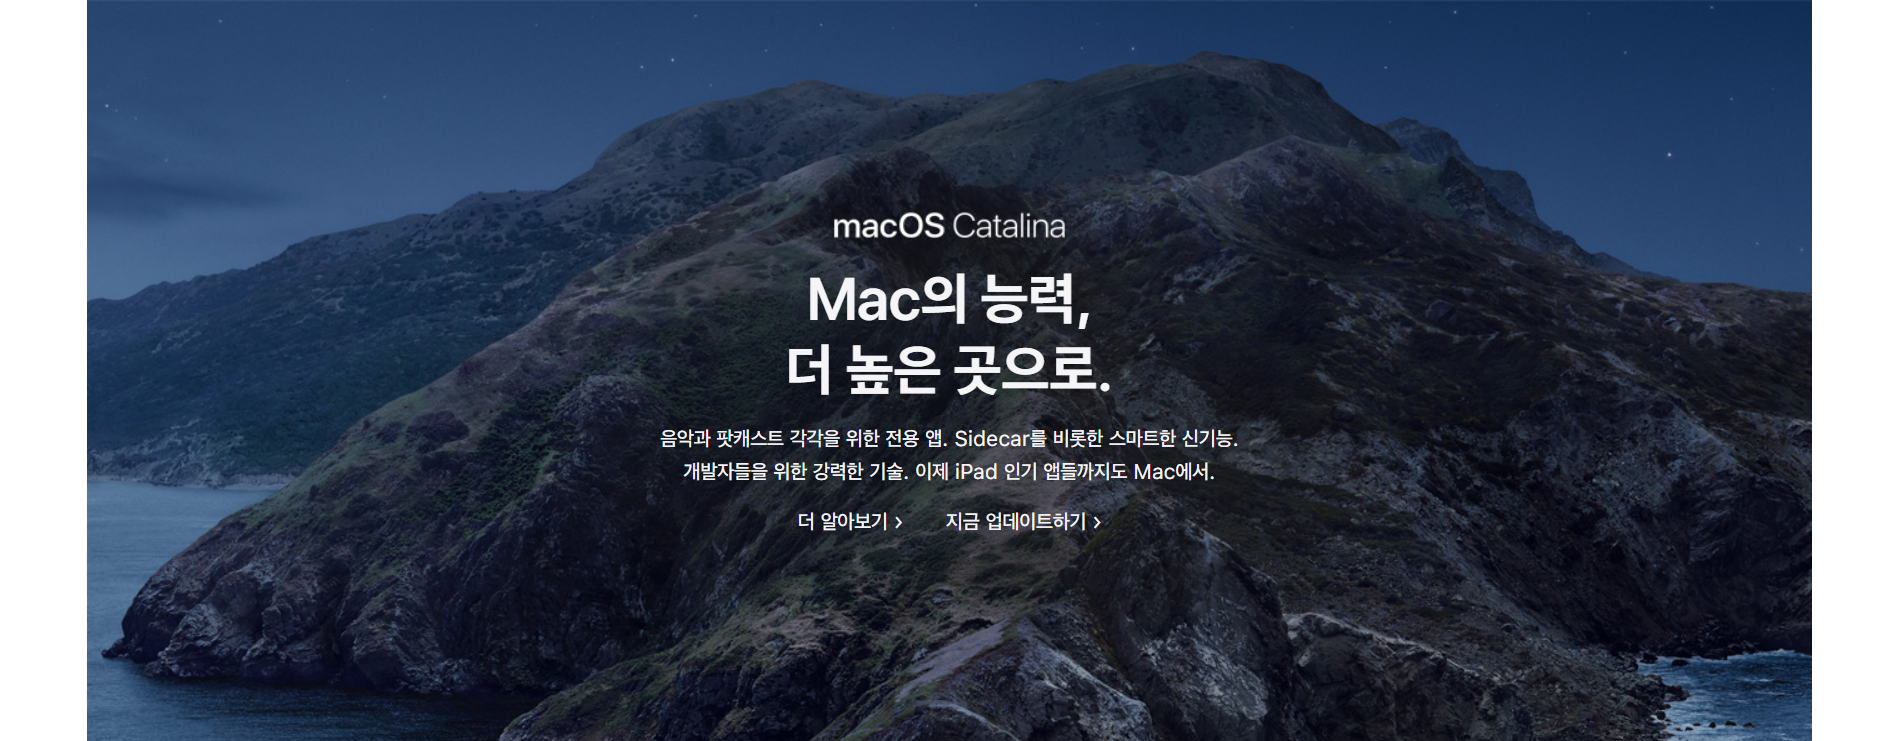 macOS Catalina
Mac의 능력,
더 높은 곳으로.
음악과 팟캐스트 각각을 위한 전용 앱. Sidecar를 비롯한 스마트한 신기능.
개발자들을 위한 강력한 기술. 이제 iPad 인기 앱들까지도 Mac에서.
더 알아보기 > 지금 업데이트하기 >